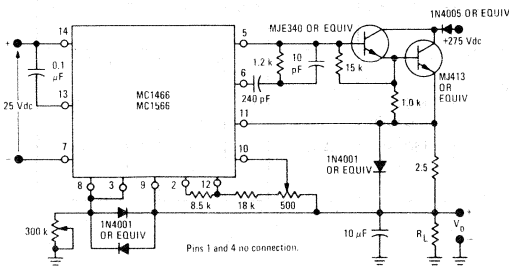 1N4005 OR EQUIV
MJE340 OR EQUIV
+275 Vdc
14
5
+
0.1
µF
MC1466
MC1566
1.2 k
10
pF
15 k
MJ413
OR
EQUIV
6
240 pF
25 Vdc
13
1.0 k
11
–
7
10
1N4001
OR EQUIV
2.5
8
3
9
2
12
8.5 k
18 k
500
+
300 k
1N4001
OR EQUIV
10 µF
RL
VO
–
Pins 1 and 4 no connection.